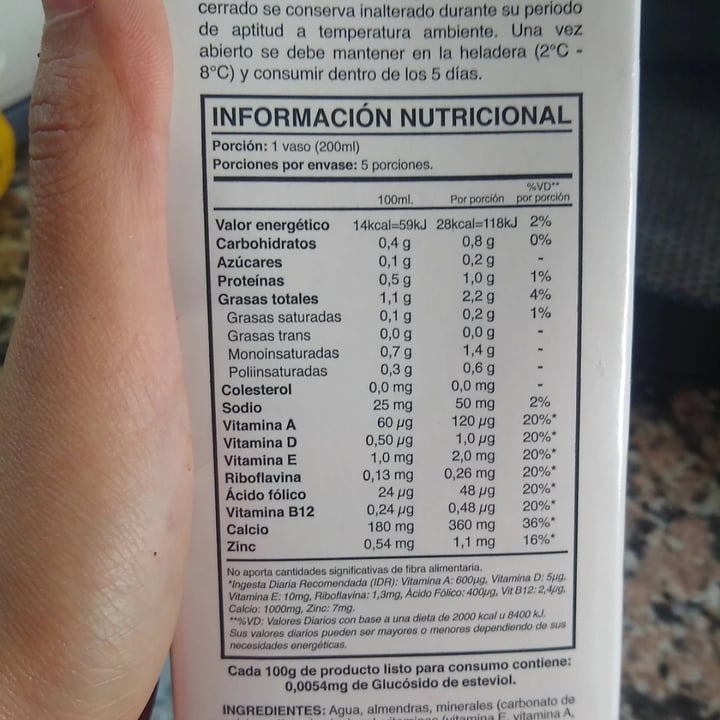 cerrado se conserva inalterado durante su periodo
de aptitud a temperatura ambiente. Una vez
abierto se debe mantener en la heladera (2°C -
8°C) y consumir dentro de los 5 días.
INFORMACIÓN NUTRICIONAL
Porción: 1 vaso (200ml)
Porciones por envase: 5 porciones.
100ml. Por porción %VD** por porción
Valor energético 14kcal=59kJ 28kcal=118kJ 2%
Carbohidratos 0,4 g 0,8 g 0%
Azúcares 0,1 g 0,2 g -
Proteínas 0,5 g 1,0 g 1%
Grasas totales 1,1 g 2,2 g 4%
Grasas saturadas 0,1 g 0,2 g 1%
Grasas trans 0,0 g 0,0 g -
Monoinsaturadas 0,7 g 1,4 g -
Poliinsaturadas 0,3 g 0,6 g -
Colesterol 0,0 mg 0,0 mg -
Sodio 25 mg 50 mg 2%
Vitamina A 60 µg 120 µg 20%*
Vitamina D 0,50 µg 1,0 µg 20%*
Vitamina E 1,0 mg 2,0 mg 20%*
Riboflavina 0,13 mg 0,26 mg 20%*
Ácido fólico 24 µg 48 µg 20%*
Vitamina B12 0,24 µg 0,48 µg 20%*
Calcio 180 mg 360 mg 36%*
Zinc 0,54 mg 1,1 mg 16%*
No aporta cantidades significativas de fibra alimentaria.
*Ingesta Diaria Recomendada (IDR): Vitamina A: 600µg, Vitamina D: 5µg,
Vitamina E: 10mg, Riboflavina: 1,3mg, Ácido Fólico: 400µg, Vit B12: 2,4µg,
Calcio: 1000mg, Zinc: 7mg.
**%VD: Valores Diarios con base a una dieta de 2000 kcal u 8400 kJ.
Sus valores diarios pueden ser mayores o menores dependiendo de sus
necesidades energéticas.
Cada 100g de producto listo para consumo contiene:
0,0054mg de Glucósido de esteviol.
INGREDIENTES: Agua, almendras, minerales (carbonato de
vitaminas (vitamina E, vitamina A,